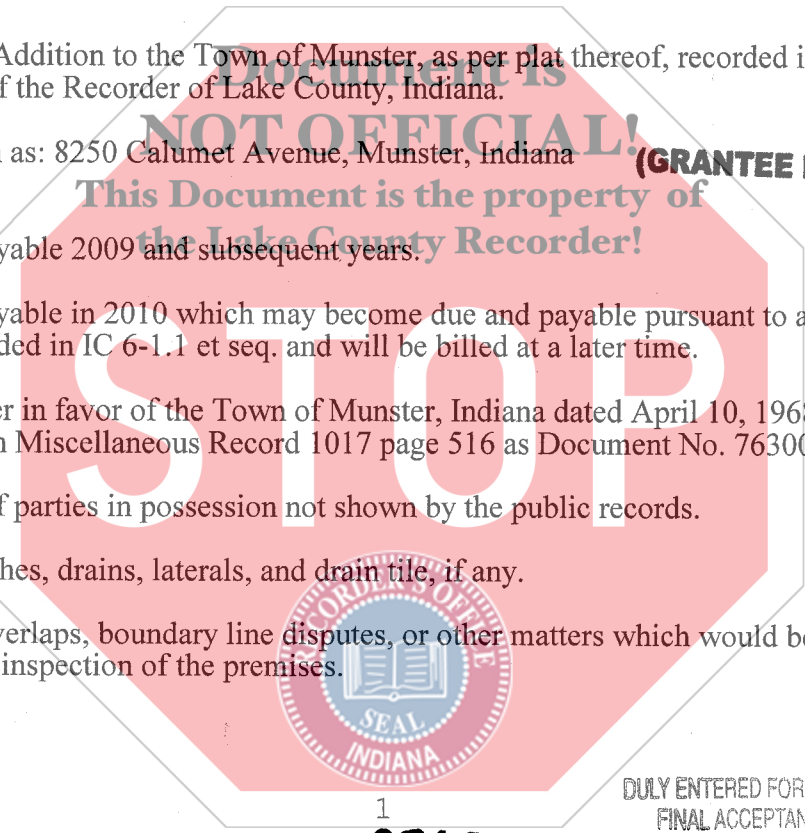 Addition to the Town of Munster, as per plat thereof, recorded i
of the Recorder of Lake County, Indiana.
Document is
NOT OFFICIAL!
as: 8250 Calumet Avenue, Munster, Indiana (GRANTEE
This Document is the property of
the Lake County Recorder!
yable 2009 and subsequent years.
yable in 2010 which may become due and payable pursuant to a
ded in IC 6-1.1 et seq. and will be billed at a later time.
STOP
er in favor of the Town of Munster, Indiana dated April 10, 1968
n Miscellaneous Record 1017 page 516 as Document No. 76300
f parties in possession not shown by the public records.
hes, drains, laterals, and drain tile, if any.
verlaps, boundary line disputes, or other matters which would be
inspection of the premises.
RECORDER'S OFFICE
SEAL
INDIANA
DULY ENTERED FOR
FINAL ACCEPTAN
1